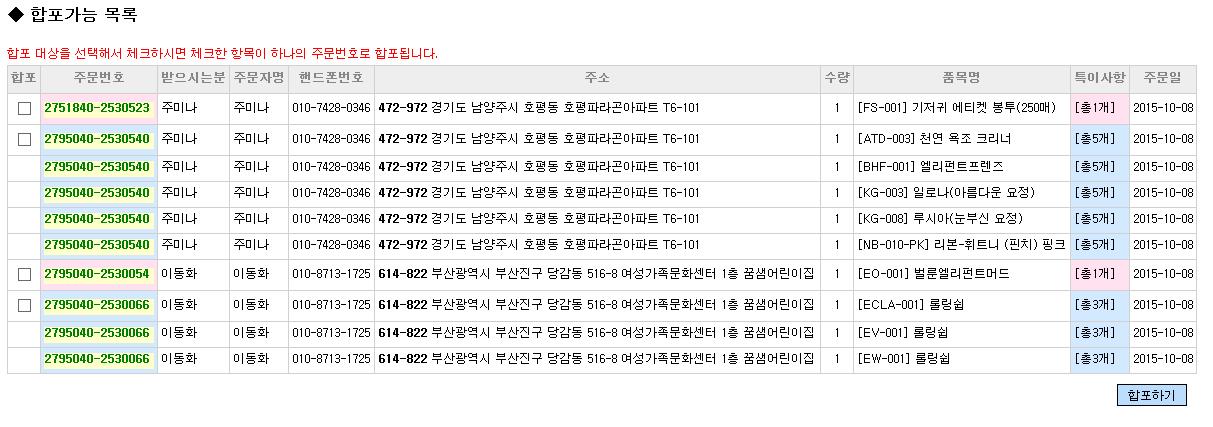 ◆ 합포가능 목록
합포 대상을 선택해서 체크하시면 체크한 항목이 하나의 주문번호로 합포됩니다.
합포 주문번호 받으시는분 주문자명 핸드폰번호 주소 수량 품목명 특이사항 주문일
2751840-2530523 주미나 주미나 010-7428-0346 472-972 경기도 남양주시 호평동 호평파라곤아파트 T6-101 1 [FS-001] 기저귀 에티켓 봉투(250매) [총1개] 2015-10-08
2795040-2530540 주미나 주미나 010-7428-0346 472-972 경기도 남양주시 호평동 호평파라곤아파트 T6-101 1 [ATD-003] 천연 욕조 크리너 [총5개] 2015-10-08
2795040-2530540 주미나 주미나 010-7428-0346 472-972 경기도 남양주시 호평동 호평파라곤아파트 T6-101 1 [BHF-001] 엘리펀트프렌즈 [총5개] 2015-10-08
2795040-2530540 주미나 주미나 010-7428-0346 472-972 경기도 남양주시 호평동 호평파라곤아파트 T6-101 1 [KG-003] 일로나(아름다운 요정) [총5개] 2015-10-08
2795040-2530540 주미나 주미나 010-7428-0346 472-972 경기도 남양주시 호평동 호평파라곤아파트 T6-101 1 [KG-008] 루시아(눈부신 요정) [총5개] 2015-10-08
2795040-2530540 주미나 주미나 010-7428-0346 472-972 경기도 남양주시 호평동 호평파라곤아파트 T6-101 1 [NB-010-PK] 리본-휘트니 (핀치) 핑크 [총5개] 2015-10-08
2795040-2530054 이동화 이동화 010-8713-1725 614-822 부산광역시 부산진구 당감동 516-8 여성가족문화센터 1층 꿈샘어린이집 1 [EO-001] 벌룬엘리펀트머드 [총1개] 2015-10-08
2795040-2530066 이동화 이동화 010-8713-1725 614-822 부산광역시 부산진구 당감동 516-8 여성가족문화센터 1층 꿈샘어린이집 1 [ECLA-001] 롤링쉽 [총3개] 2015-10-08
2795040-2530066 이동화 이동화 010-8713-1725 614-822 부산광역시 부산진구 당감동 516-8 여성가족문화센터 1층 꿈샘어린이집 1 [EV-001] 롤링쉽 [총3개] 2015-10-08
2795040-2530066 이동화 이동화 010-8713-1725 614-822 부산광역시 부산진구 당감동 516-8 여성가족문화센터 1층 꿈샘어린이집 1 [EW-001] 롤링쉽 [총3개] 2015-10-08
합포하기